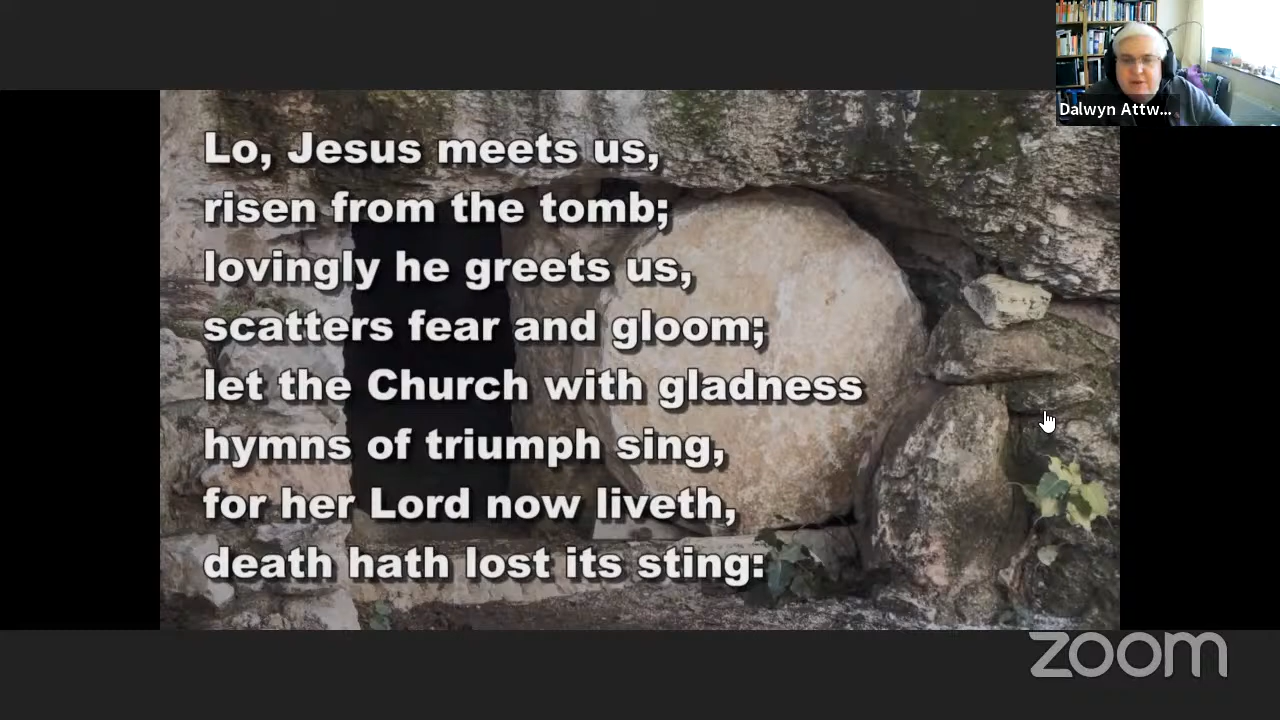 Dalwyn Attw...
Lo, Jesus meets us,
risen from the tomb;
lovingly he greets us,
scatters fear and gloom;
let the Church with gladness
hymns of triumph sing,
for her Lord now liveth,
death hath lost its sting:
zoom